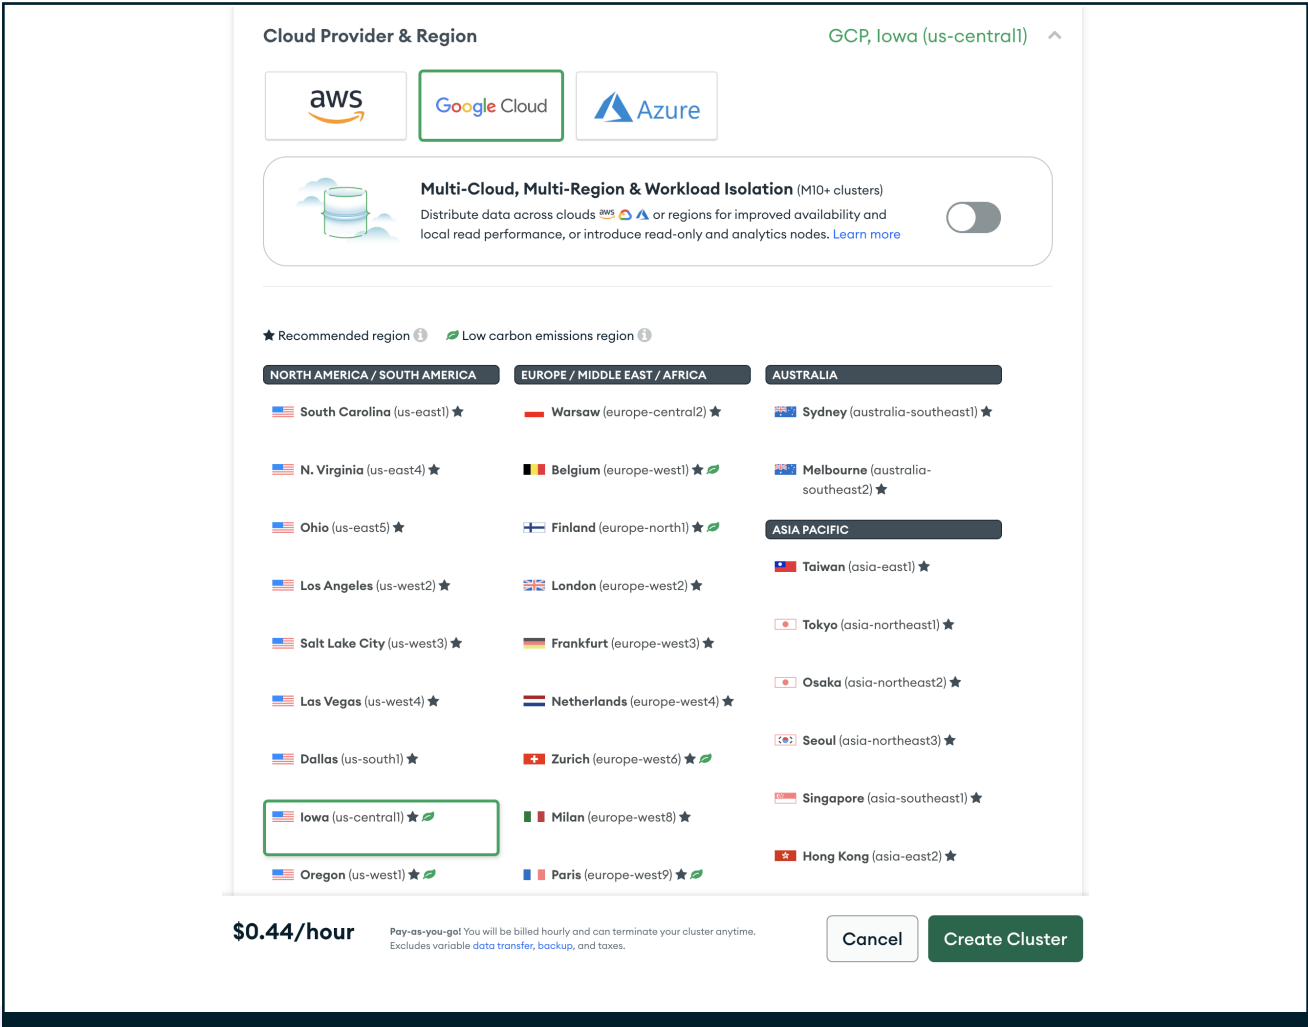 Cloud Provider & Region
GCP, Iowa (us-central1)
aws
Google Cloud
Azure
Multi-Cloud, Multi-Region & Workload Isolation (M10+ clusters)
Distribute data across clouds aws or regions for improved availability and
local read performance, or introduce read-only and analytics nodes. Learn more
Recommended region
Low carbon emissions region
NORTH AMERICA / SOUTH AMERICA
South Carolina (us-east1)
N. Virginia (us-east4)
Ohio (us-east5)
Los Angeles (us-west2)
Salt Lake City (us-west3)
Las Vegas (us-west4)
Dallas (us-south1)
Iowa (us-central1)
Oregon (us-west1)
EUROPE / MIDDLE EAST / AFRICA
Warsaw (europe-central2)
Belgium (europe-west1)
Finland (europe-north1)
London (europe-west2)
Frankfurt (europe-west3)
Netherlands (europe-west4)
Zurich (europe-west6)
Milan (europe-west8)
Paris (europe-west9)
AUSTRALIA
Sydney (australia-southeast1)
Melbourne (australia-
southeast2)
ASIA PACIFIC
Taiwan (asia-east1)
Tokyo (asia-northeast1)
Osaka (asia-northeast2)
Seoul (asia-northeast3)
Singapore (asia-southeast1)
Hong Kong (asia-east2)
$0.44/hour
Pay-as-you-go! You will be billed hourly and can terminate your cluster anytime.
Excludes variable data transfer, backup, and taxes.
Cancel
Create Cluster